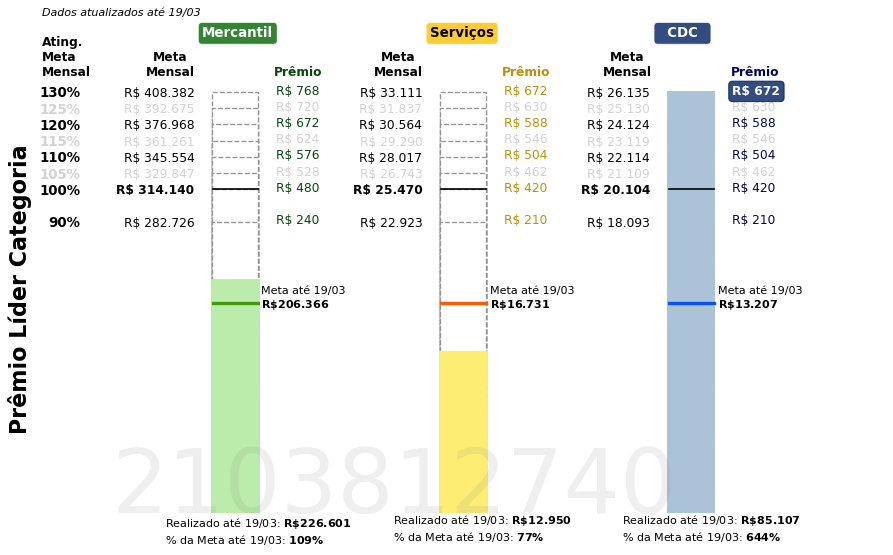 Dados atualizados até 19/03
Mercantil Serviços CDC
Ating. Meta Mensal Meta Mensal Prêmio Meta Mensal Prêmio Meta Mensal Prêmio
130% R$ 408.382 R$ 768 R$ 33.111 R$ 672 R$ 26.135 R$ 672
125% R$ 392.675 R$ 720 R$ 31.837 R$ 630 R$ 25.130 R$ 630
120% R$ 376.968 R$ 672 R$ 30.564 R$ 588 R$ 24.124 R$ 588
115% R$ 361.261 R$ 624 R$ 29.290 R$ 546 R$ 23.119 R$ 546
110% R$ 345.554 R$ 576 R$ 28.017 R$ 504 R$ 22.114 R$ 504
105% R$ 329.847 R$ 528 R$ 26.743 R$ 462 R$ 21.109 R$ 462
100% R$ 314.140 R$ 480 R$ 25.470 R$ 420 R$ 20.104 R$ 420
90% R$ 282.726 R$ 240 R$ 22.923 R$ 210 R$ 18.093 R$ 210
Meta até 19/03 Meta até 19/03 Meta até 19/03
R$206.366 R$16.731 R$13.207
Prêmio Líder Categoria
2103812740
Realizado até 19/03: R$226.601 Realizado até 19/03: R$12.950 Realizado até 19/03: R$85.107
% da Meta até 19/03: 109% % da Meta até 19/03: 77% % da Meta até 19/03: 644%